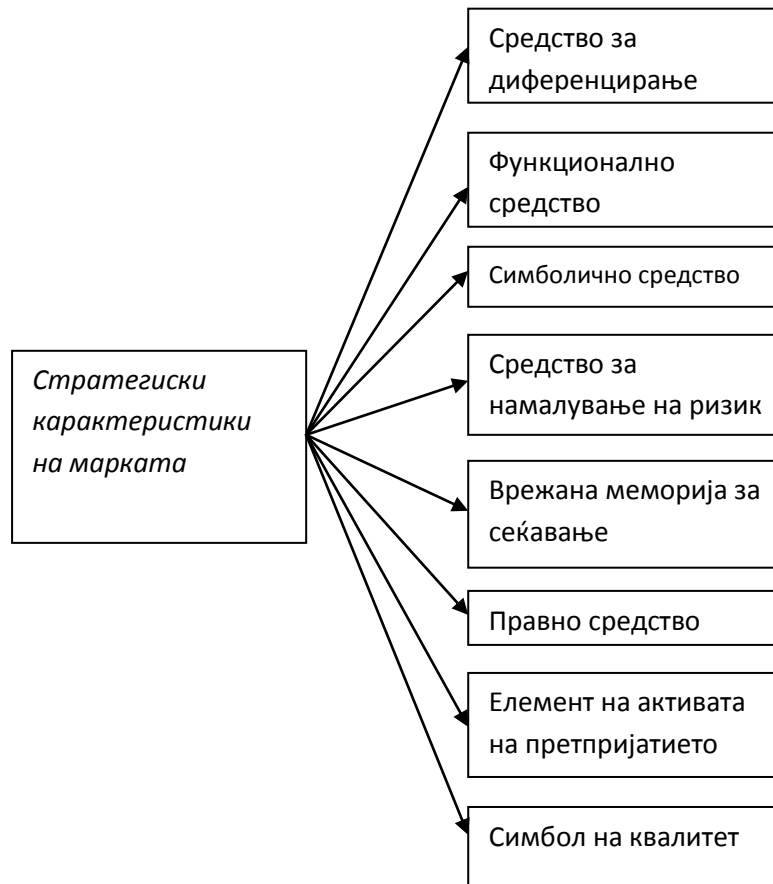 Стратегиски
карактеристики
на марката
Средство за
диференцирање
Функционално
средство
Симболично средство
Средство за
намалување на ризик
Врежана меморија за
сеќавање
Правно средство
Елемент на активата
на претпријатието
Симбол на квалитет